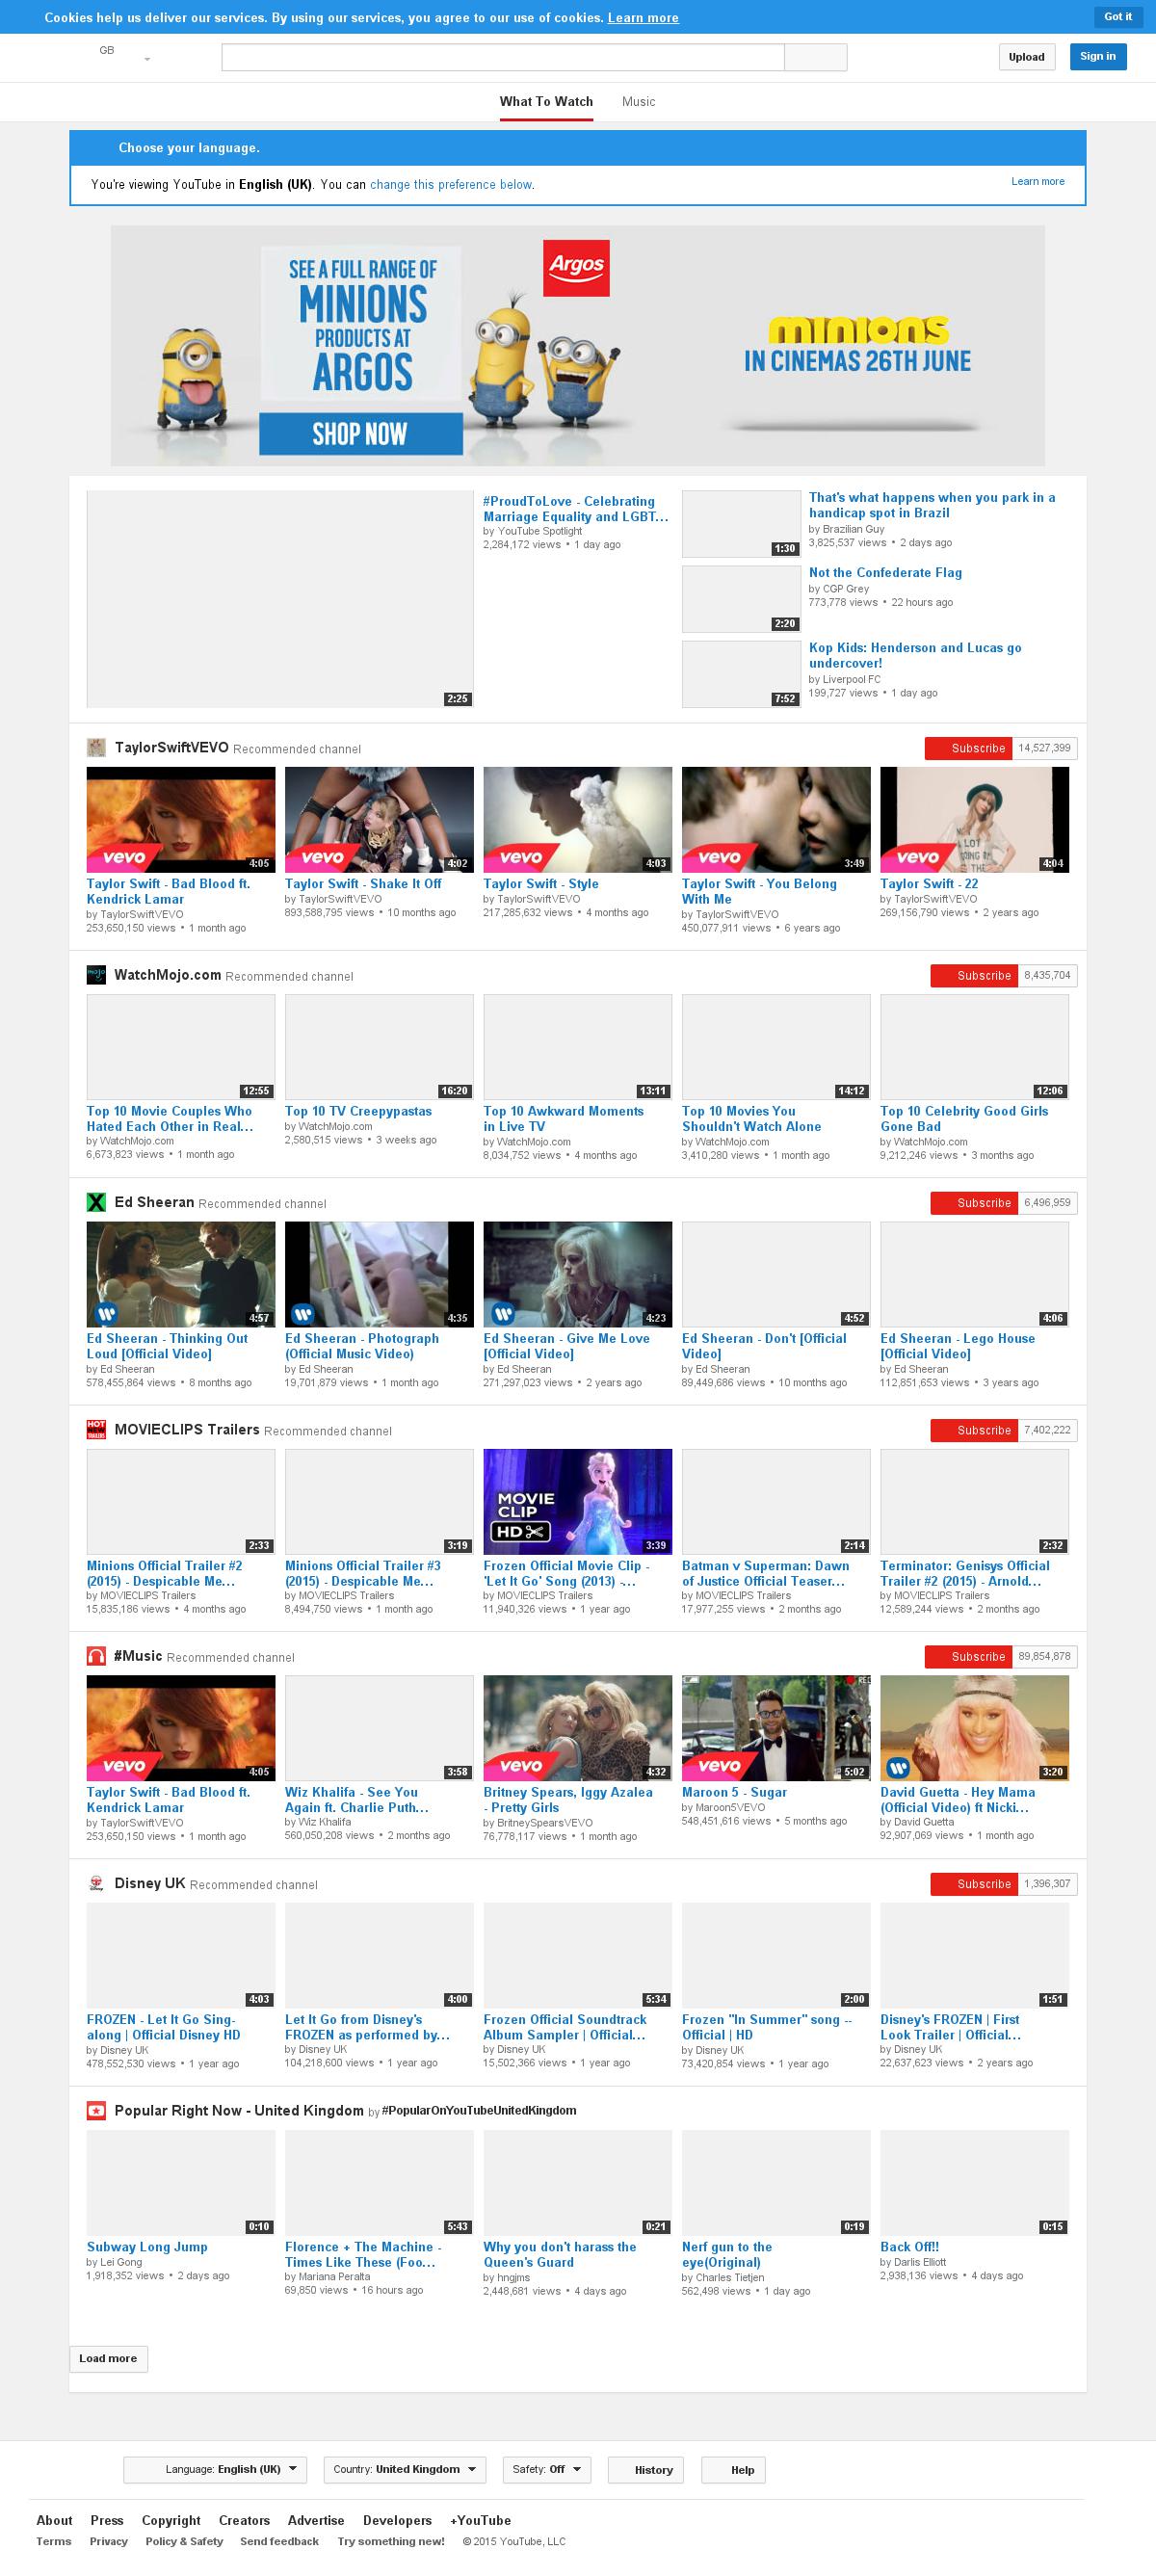 Cookies help us deliver our services. By using our services, you agree to our use of cookies. Learn more
Got it
GB
Upload
Sign in
What To Watch
Music
Choose your language.
You're viewing YouTube in English (UK). You can change this preference below.
Learn more
SEE A FULL RANGE OF
MINIONS
PRODUCTS AT
ARGOS
SHOP NOW
Argos
minions
IN CINEMAS 26TH JUNE
2:25
#ProudToLove - Celebrating
Marriage Equality and LGBT...
by YouTube Spotlight
2,284,172 views • 1 day ago
1:30
That's what happens when you park in a
handicap spot in Brazil
by Brazilian Guy
3,825,537 views • 2 days ago
2:20
Not the Confederate Flag
by CGP Grey
773,778 views • 22 hours ago
7:52
Kop Kids: Henderson and Lucas go
undercover!
by Liverpool FC
199,727 views • 1 day ago
TaylorSwiftVEVO Recommended channel
Subscribe 14,527,399
vevo 4:05
Taylor Swift - Bad Blood ft.
Kendrick Lamar
by TaylorSwiftVEVO
253,650,150 views • 1 month ago
vevo 4:02
Taylor Swift - Shake It Off
by TaylorSwiftVEVO
893,588,795 views • 10 months ago
vevo 4:03
Taylor Swift - Style
by TaylorSwiftVEVO
217,285,632 views • 4 months ago
vevo 3:49
Taylor Swift - You Belong
With Me
by TaylorSwiftVEVO
450,077,911 views • 6 years ago
vevo 4:04
Taylor Swift - 22
by TaylorSwiftVEVO
269,156,790 views • 2 years ago
mojo
WatchMojo.com Recommended channel
Subscribe 8,435,704
12:55
Top 10 Movie Couples Who
Hated Each Other in Real...
by WatchMojo.com
6,673,823 views • 1 month ago
16:20
Top 10 TV Creepypastas
by WatchMojo.com
2,580,515 views • 3 weeks ago
13:11
Top 10 Awkward Moments
in Live TV
by WatchMojo.com
8,034,752 views • 4 months ago
14:12
Top 10 Movies You
Shouldn't Watch Alone
by WatchMojo.com
3,410,280 views • 1 month ago
12:06
Top 10 Celebrity Good Girls
Gone Bad
by WatchMojo.com
9,212,246 views • 3 months ago
X
Ed Sheeran Recommended channel
Subscribe 6,496,959
4:57
Ed Sheeran - Thinking Out
Loud [Official Video]
by Ed Sheeran
578,455,864 views • 8 months ago
4:35
Ed Sheeran - Photograph
(Official Music Video)
by Ed Sheeran
19,701,879 views • 1 month ago
4:23
Ed Sheeran - Give Me Love
[Official Video]
by Ed Sheeran
271,297,023 views • 2 years ago
4:52
Ed Sheeran - Don't [Official
Video]
by Ed Sheeran
89,449,686 views • 10 months ago
4:06
Ed Sheeran - Lego House
[Official Video]
by Ed Sheeran
112,851,653 views • 3 years ago
HOT
NEW
TRAILERS
MOVIECLIPS Trailers Recommended channel
Subscribe 7,402,222
2:33
Minions Official Trailer #2
(2015) - Despicable Me...
by MOVIECLIPS Trailers
15,835,186 views • 4 months ago
3:19
Minions Official Trailer #3
(2015) - Despicable Me...
by MOVIECLIPS Trailers
8,494,750 views • 1 month ago
MOVIE
CLIP
HD
3:39
Frozen Official Movie Clip -
'Let It Go' Song (2013) -...
by MOVIECLIPS Trailers
11,940,326 views • 1 year ago
2:14
Batman v Superman: Dawn
of Justice Official Teaser...
by MOVIECLIPS Trailers
17,977,255 views • 2 months ago
2:32
Terminator: Genisys Official
Trailer #2 (2015) - Arnold...
by MOVIECLIPS Trailers
12,589,244 views • 2 months ago
#Music Recommended channel
Subscribe 89,854,878
vevo 4:05
Taylor Swift - Bad Blood ft.
Kendrick Lamar
by TaylorSwiftVEVO
253,650,150 views • 1 month ago
3:58
Wiz Khalifa - See You
Again ft. Charlie Puth...
by Wiz Khalifa
560,050,208 views • 2 months ago
vevo 4:32
Britney Spears, Iggy Azalea
- Pretty Girls
by BritneySpearsVEVO
76,778,117 views • 1 month ago
vevo 5:02
Maroon 5 - Sugar
by Maroon5VEVO
548,451,616 views • 5 months ago
3:20
David Guetta - Hey Mama
(Official Video) ft Nicki...
by David Guetta
92,907,069 views • 1 month ago
Disney UK Recommended channel
Subscribe 1,396,307
4:03
FROZEN - Let It Go Sing-
along | Official Disney HD
by Disney UK
478,552,530 views • 1 year ago
4:00
Let It Go from Disney's
FROZEN as performed by...
by Disney UK
104,218,600 views • 1 year ago
5:34
Frozen Official Soundtrack
Album Sampler | Official...
by Disney UK
15,502,366 views • 1 year ago
2:00
Frozen "In Summer" song --
Official | HD
by Disney UK
73,420,854 views • 1 year ago
1:51
Disney's FROZEN | First
Look Trailer | Official...
by Disney UK
22,637,623 views • 2 years ago
Popular Right Now - United Kingdom by #PopularOnYouTubeUnitedKingdom
0:10
Subway Long Jump
by Lei Gong
1,918,352 views • 2 days ago
5:43
Florence + The Machine -
Times Like These (Foo...
by Mariana Peralta
69,850 views • 16 hours ago
0:21
Why you don't harass the
Queen's Guard
by hngjms
2,448,681 views • 4 days ago
0:19
Nerf gun to the
eye(Original)
by Charles Tietjen
562,498 views • 1 day ago
0:15
Back Off!!
by Darlis Elliott
2,938,136 views • 4 days ago
Load more
Language: English (UK)
Country: United Kingdom
Safety: Off
History
Help
About Press Copyright Creators Advertise Developers +YouTube
Terms Privacy Policy & Safety Send feedback Try something new! © 2015 YouTube, LLC